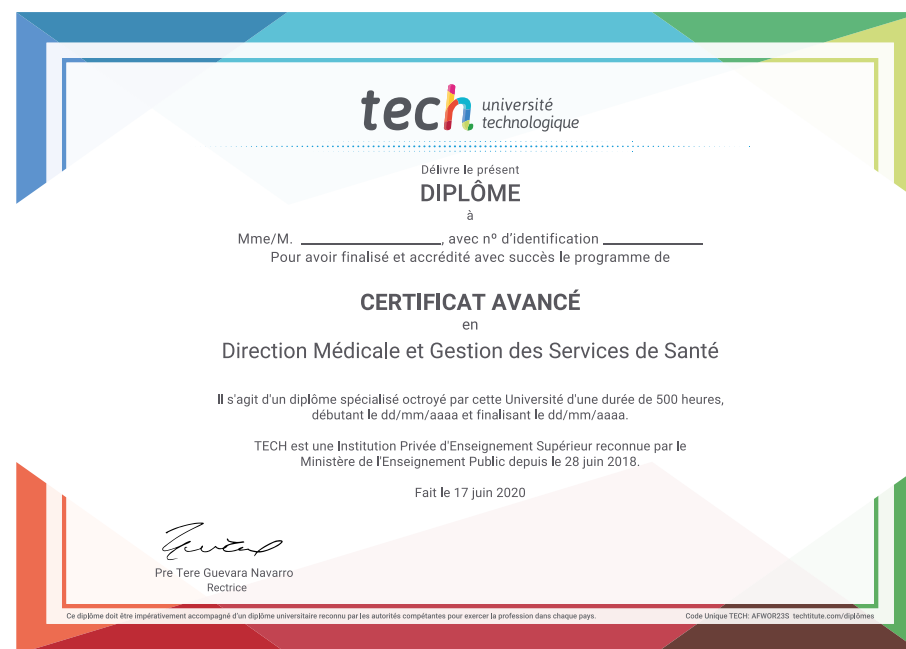 tech université
technologique
Délivre le présent
DIPLÔME
à
Mme/M. ____________________, avec nº d'identification ______________
Pour avoir finalisé et accrédité avec succès le programme de
CERTIFICAT AVANCÉ
en
Direction Médicale et Gestion des Services de Santé
Il s'agit d'un diplôme spécialisé octroyé par cette Université d'une durée de 500 heures,
débutant le dd/mm/aaaa et finalisant le dd/mm/aaaa.
TECH est une Institution Privée d'Enseignement Supérieur reconnue par le
Ministère de l'Enseignement Public depuis le 28 juin 2018.
Fait le 17 juin 2020
Pre Tere Guevara Navarro
Rectrice
Ce diplôme doit être impérativement accompagné d'un diplôme universitaire reconnu par les autorités compétantes pour exercer la profession dans chaque pays.
Code Unique TECH: AFWOR23S techtitute.com/diplômes